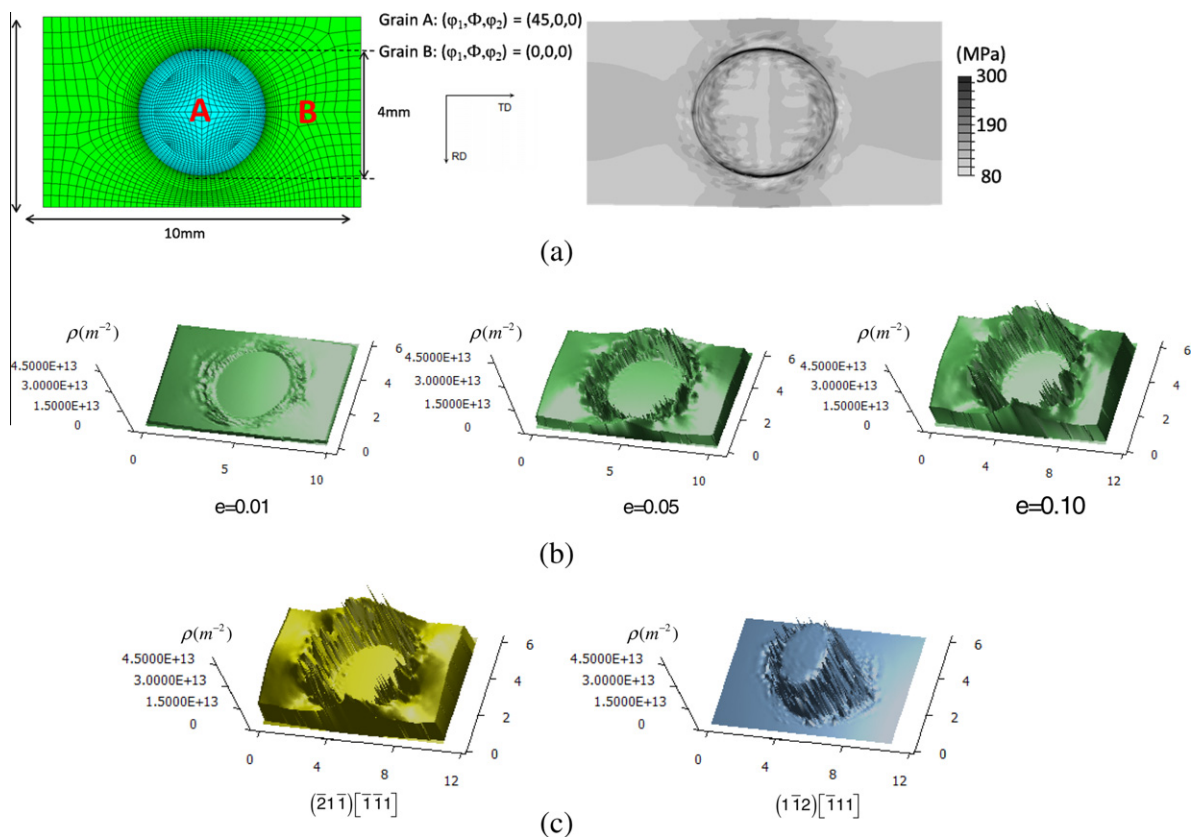 Grain A: (φ₁,Φ,φ₂) = (45,0,0)
Grain B: (φ₁,Φ,φ₂) = (0,0,0)
A
B
4mm
TD
RD
10mm
(MPa)
300
190
80
(a)
ρ(m⁻²)
4.5000E+13
3.0000E+13
1.5000E+13
0
0
5
10
0
2
4
6
e=0.01
ρ(m⁻²)
4.5000E+13
3.0000E+13
1.5000E+13
0
0
5
10
0
2
4
6
e=0.05
ρ(m⁻²)
4.5000E+13
3.0000E+13
1.5000E+13
0
0
4
8
12
0
2
4
6
e=0.10
(b)
ρ(m⁻²)
4.5000E+13
3.0000E+13
1.5000E+13
0
0
4
8
12
0
2
4
6
(2̅11̅)[1̅1̅1]
ρ(m⁻²)
4.5000E+13
3.0000E+13
1.5000E+13
0
0
4
8
12
0
2
4
6
(11̅2)[1̅11]
(c)